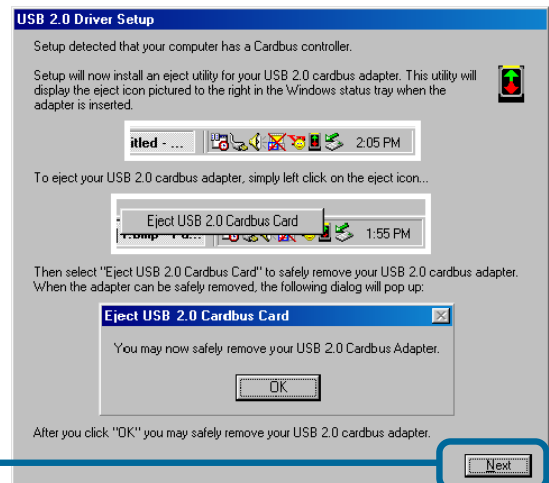 USB 2.0 Driver Setup
Setup detected that your computer has a Cardbus controller.
Setup will now install an eject utility for your USB 2.0 cardbus adapter. This utility will
display the eject icon pictured to the right in the Windows status tray when the
adapter is inserted.
itled - ...
2:05 PM
To eject your USB 2.0 cardbus adapter, simply left click on the eject icon...
Eject USB 2.0 Cardbus Card
1:55 PM
Then select "Eject USB 2.0 Cardbus Card" to safely remove your USB 2.0 cardbus adapter.
When the adapter can be safely removed, the following dialog will pop up:
Eject USB 2.0 Cardbus Card
You may now safely remove your USB 2.0 Cardbus Adapter.
OK
After you click "OK" you may safely remove your USB 2.0 cardbus adapter.
Next